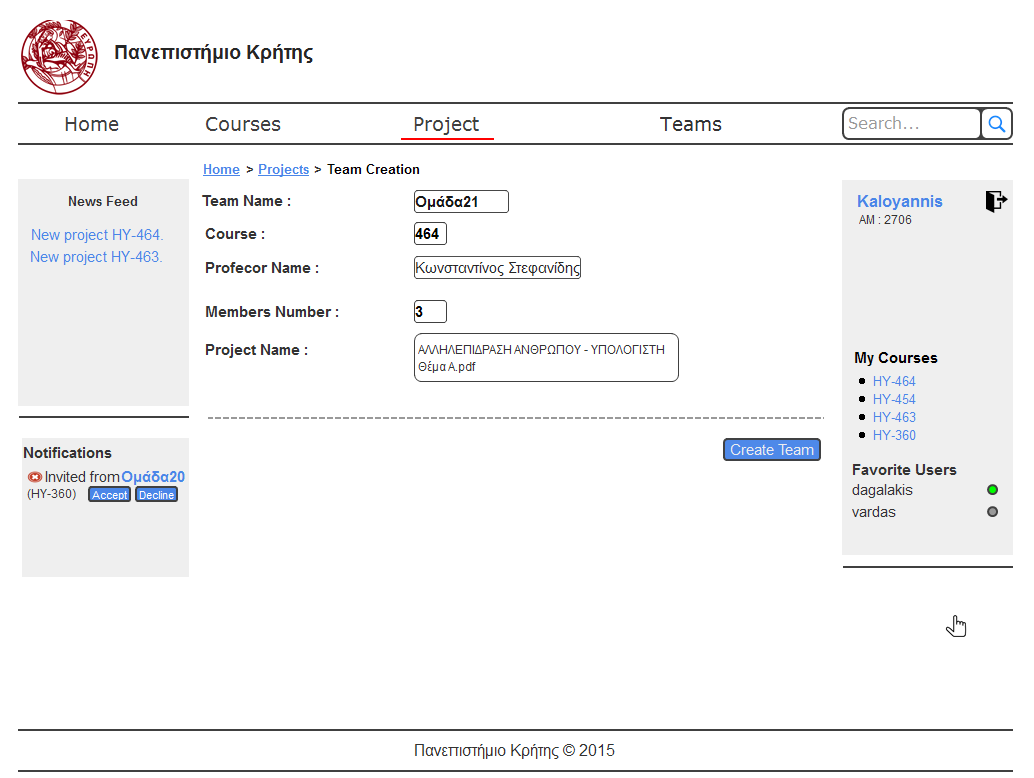 ΕΥΡΩΠΗ
Πανεπιστήμιο Κρήτης
Home
Courses
Project
Teams
Search...
Home > Projects > Team Creation
News Feed
New project HY-464.
New project HY-463.
Team Name : Ομάδα21
Course : 464
Profecor Name : Κωνσταντίνος Στεφανίδης
Members Number : 3
Project Name : ΑΛΛΗΛΕΠΙΔΡΑΣΗ ΑΝΘΡΩΠΟΥ - ΥΠΟΛΟΓΙΣΤΗ
Θέμα Α.pdf
Create Team
Notifications
Invited from Ομάδα20
(HY-360) Accept Decline
Kaloyannis
AM : 2706
My Courses
HY-464
HY-454
HY-463
HY-360
Favorite Users
dagalakis
vardas
Πανεπιστήμιο Κρήτης © 2015